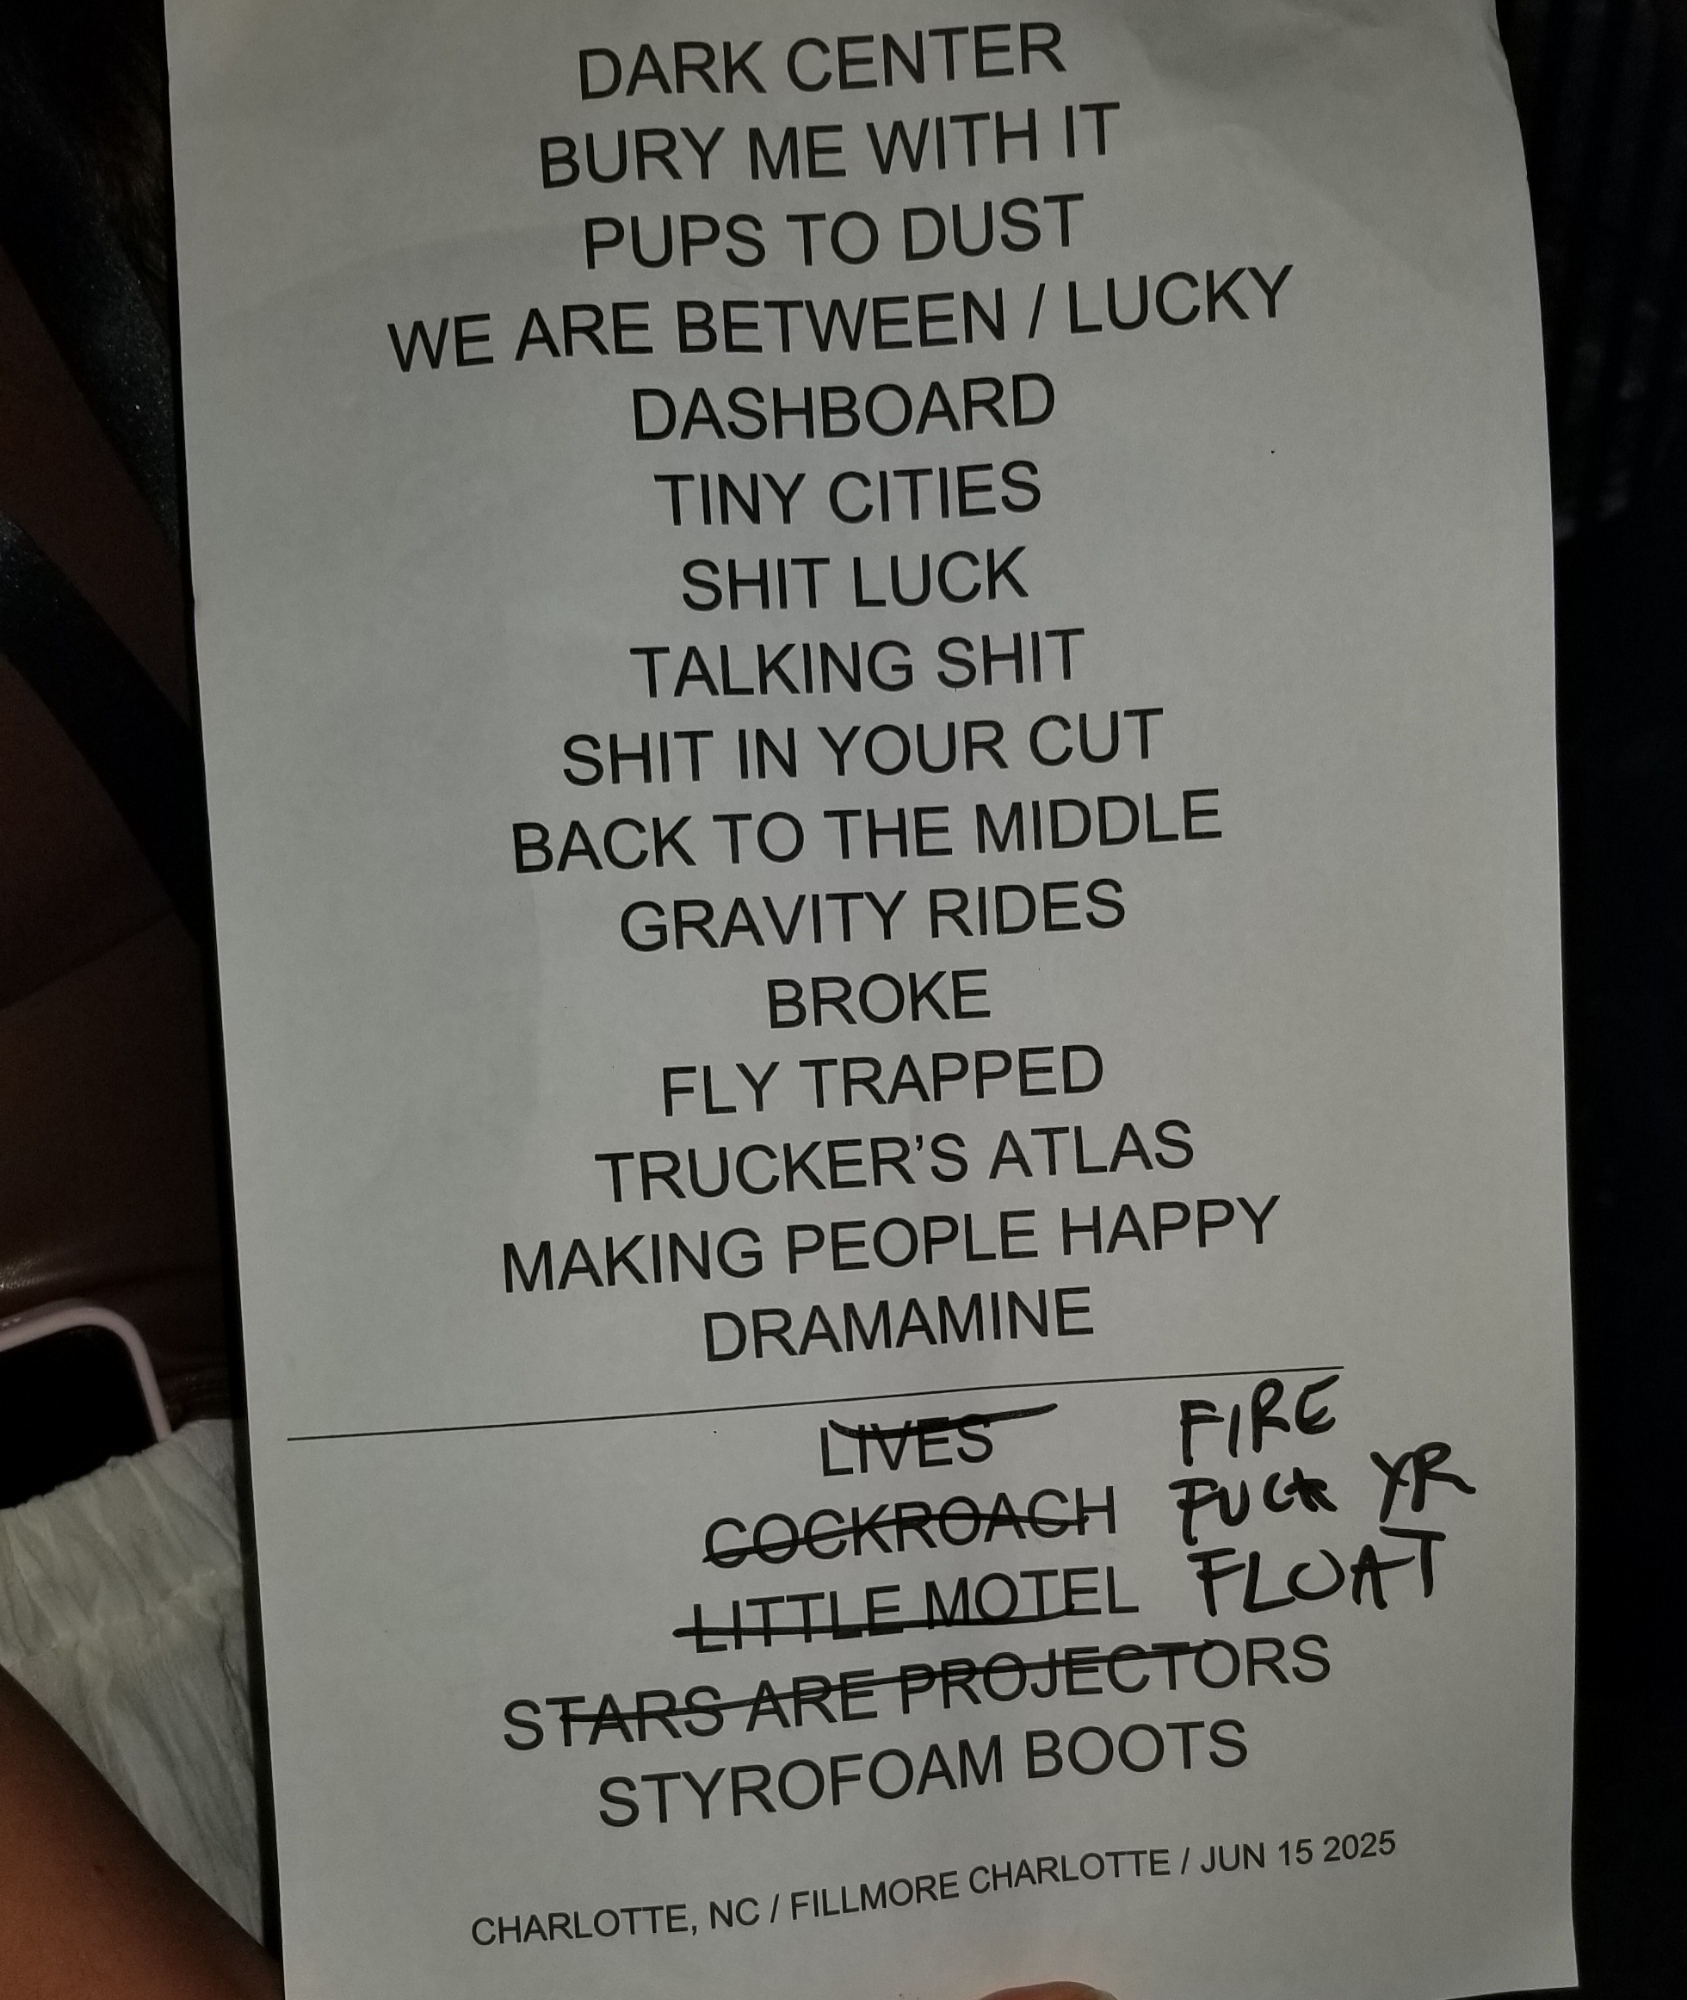 DARK CENTER
BURY ME WITH IT
PUPS TO DUST
WE ARE BETWEEN / LUCKY
DASHBOARD
TINY CITIES
SHIT LUCK
TALKING SHIT
SHIT IN YOUR CUT
BACK TO THE MIDDLE
GRAVITY RIDES
BROKE
FLY TRAPPED
TRUCKER’S ATLAS
MAKING PEOPLE HAPPY
DRAMAMINE
LIVES FIRE
COCKROACH FUCK YR
LITTLE MOTEL FLOAT
STARS ARE PROJECTORS
STYROFOAM BOOTS
CHARLOTTE, NC / FILLMORE CHARLOTTE / JUN 15 2025